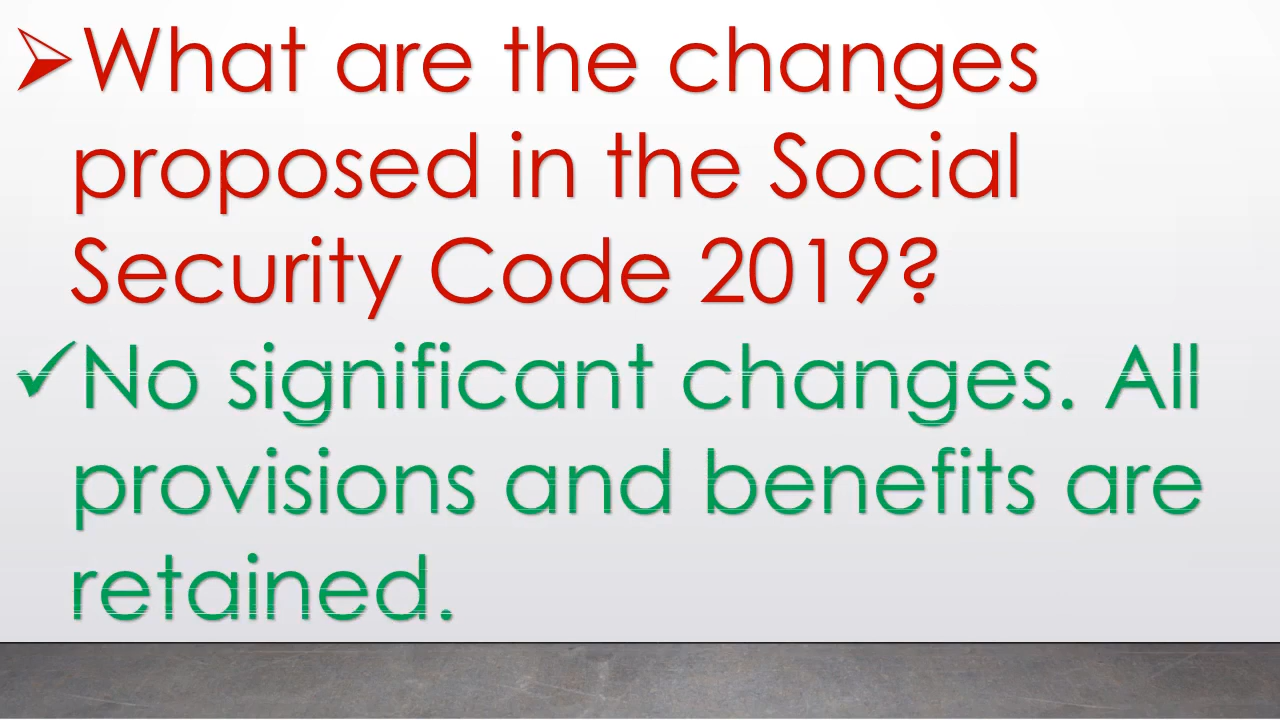 ➢What are the changes
proposed in the Social
Security Code 2019?
✓No significant changes. All
provisions and benefits are
retained.